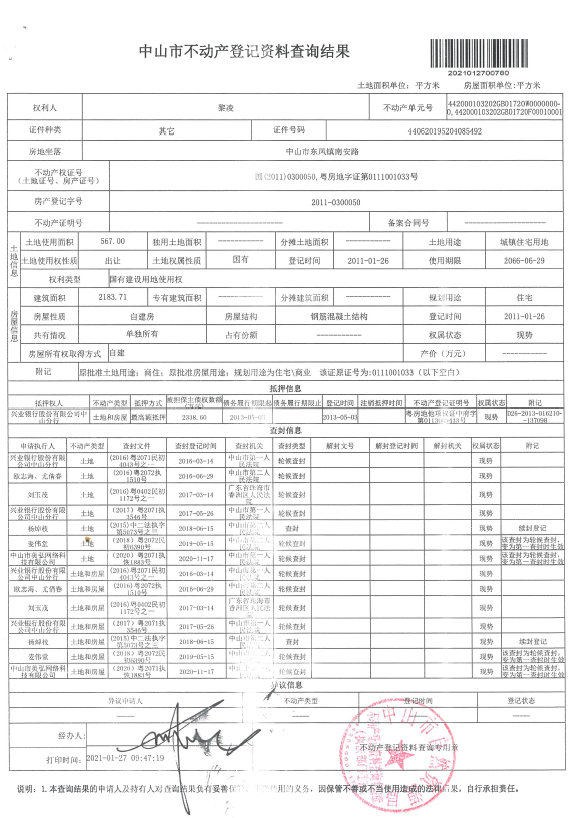 中山市不动产登记资料查询结果
2021012700780
土地面积单位: 平方米 房屋面积单位:平方米
权利人 黎凌 不动产单元号 442000103202GB01720W0000000-0,442000103202GB01720F00010001
证件种类 其它 证件号码 440620195204085492
房地坐落 中山市东凤镇南安路
不动产权证号(土地证号、房产证号) 国(2011)0300050,粤房地字证第0111001033号
房产登记字号 2011-0300050
不动产证明号 ---------- 备案合同号 ----------
土地信息
土地使用面积 567.00 独用土地面积 ---------- 分摊土地面积 ---------- 土地用途 城镇住宅用地
土地使用权性质 出让 土地权属性质 国有 登记时间 2011-01-26 使用期限 2066-06-29
权利类型 国有建设用地使用权
房屋信息
建筑面积 2183.71 专有建筑面积 ---------- 分摊建筑面积 ---------- 规划用途 住宅
房屋性质 自建房 房屋结构 钢筋混凝土结构 登记时间 2011-01-26
共有情况 单独所有 占有份额 ---------- 权属状态 现势
房屋所有权取得方式 自建 产价(万元) ----------
附记 原批准土地用途:商住;原批准房屋用途:规划用途为住宅\商业 该证原证号为:0111001033(以下空白)
抵押信息
抵押权人 不动产类型 抵押方式 被担保主债权数额(万元) 债务履行期限起 债务履行期限止 登记时间 注销抵押时间 不动产登记证明号 权属状态 附记
兴业银行股份有限公司中山分行 土地和房屋 最高额抵押 2338.60 2013-05-03 2013-05-03 现势 D26-2013-016210-137098
查封信息
申请执行人 不动产类型 查封文件 查封登记时间 查封机关 查封类型 解封文号 解封登记时间 解封机关 权属状态 附记
兴业银行股份有限公司中山分行 土地 (2016)粤2071民初4043号之一 2016-03-14 中山市第一人民法院 轮候查封 现势
欧志海、尤倩春 土地 (2016)粤2072执1510号 2016-06-29 中山市第二人民法院 轮候查封 现势
刘玉茂 土地 (2016)粤0402民初1172号之一 2017-03-14 广东省珠海市香洲区人民法院 轮候查封 现势
兴业银行股份有限公司中山分行 土地 (2017)粤2071执3546号 2017-05-26 中山市第一人民法院 轮候查封 现势
杨焯枝 土地 (2015)中二法执字第5073号之三 2018-06-15 中山市第二人民法院 查封 现势 续封登记
麦伟堂 土地 (2018)粤2072民初6390号 2019-05-15 中山市第二人民法院 轮候查封 现势 该查封为轮候查封,变为第一查封时生效
中山市英弘网络科技有限公司 土地 (2020)粤2071执恢1883号 2020-11-17 中山市第一人民法院 轮候查封 现势 该查封为轮候查封,变为第一查封时生效
兴业银行股份有限公司中山分行 土地和房屋 (2016)粤2071民初4043号之一 2016-03-14 中山市第一人民法院 轮候查封 现势
欧志海、尤倩春 土地和房屋 (2016)粤2072执1510号 2016-06-29 中山市第二人民法院 轮候查封 现势
刘玉茂 土地和房屋 (2016)粤0402民初1172号之一 2017-03-14 广东省珠海市香洲区人民法院 轮候查封 现势
兴业银行股份有限公司中山分行 土地和房屋 (2017)粤2071执3546号 2017-05-26 中山市第一人民法院 轮候查封 现势
杨焯枝 土地和房屋 (2015)中二法执字第5073号之三 2018-06-15 中山市第二人民法院 查封 现势 续封登记
麦伟堂 土地和房屋 (2018)粤2072民初6390号 2019-05-15 中山市第二人民法院 轮候查封 现势 该查封为轮候查封,变为第一查封时生效
中山市英弘网络科技有限公司 土地和房屋 (2020)粤2071执恢1883号 2020-11-17 中山市第一人民法院 轮候查封 现势 该查封为轮候查封,变为第一查封时生效
异议信息
异议申请人 不动产类型 登记时间 登记状态
经办人:
不动产登记资料查询专用章
打印时间: 2021-01-27 09:47:19
说明:1.本查询结果的申请人及持有人对查询结果负有妥善保管、使用的义务,因保管不善或不当使用造成的法律后果,自行承担责任。